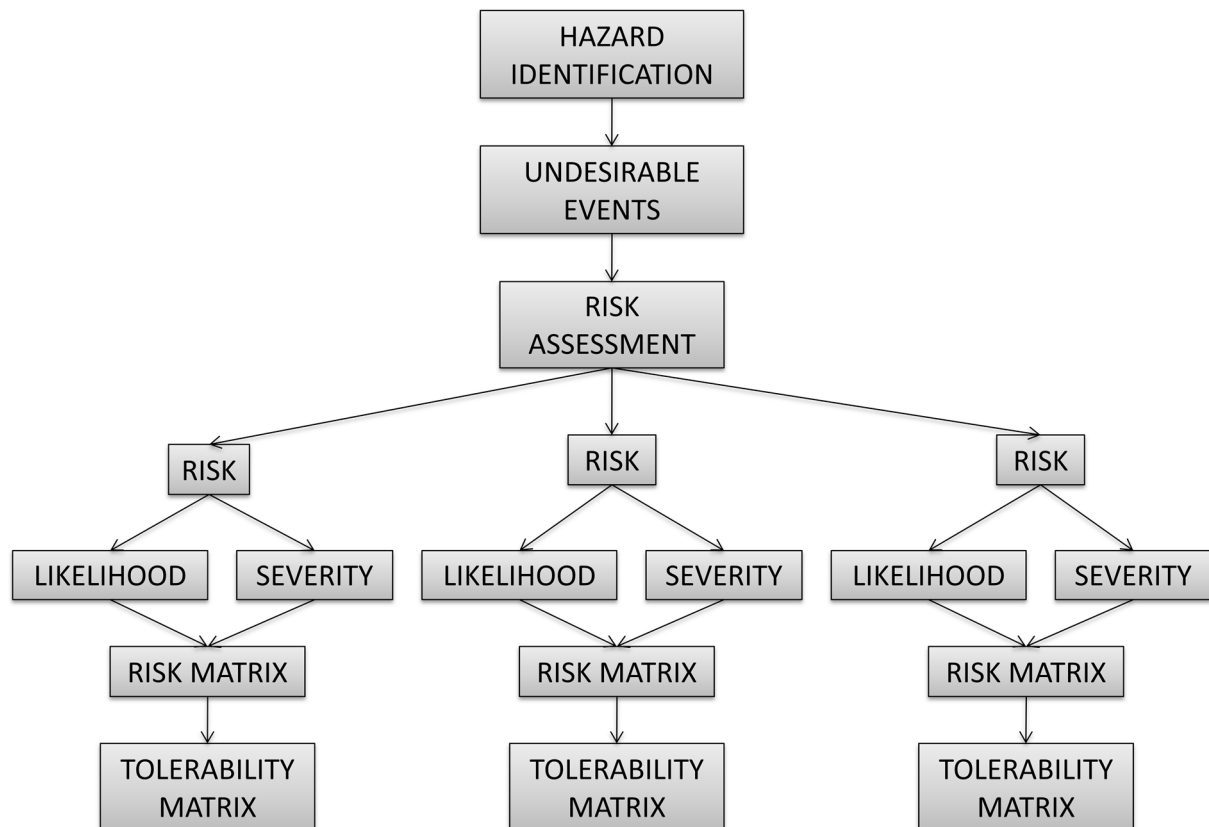 HAZARD
IDENTIFICATION
UNDESIRABLE
EVENTS
RISK
ASSESSMENT
RISK
RISK
RISK
LIKELIHOOD
SEVERITY
LIKELIHOOD
SEVERITY
LIKELIHOOD
SEVERITY
RISK MATRIX
RISK MATRIX
RISK MATRIX
TOLERABILITY
MATRIX
TOLERABILITY
MATRIX
TOLERABILITY
MATRIX